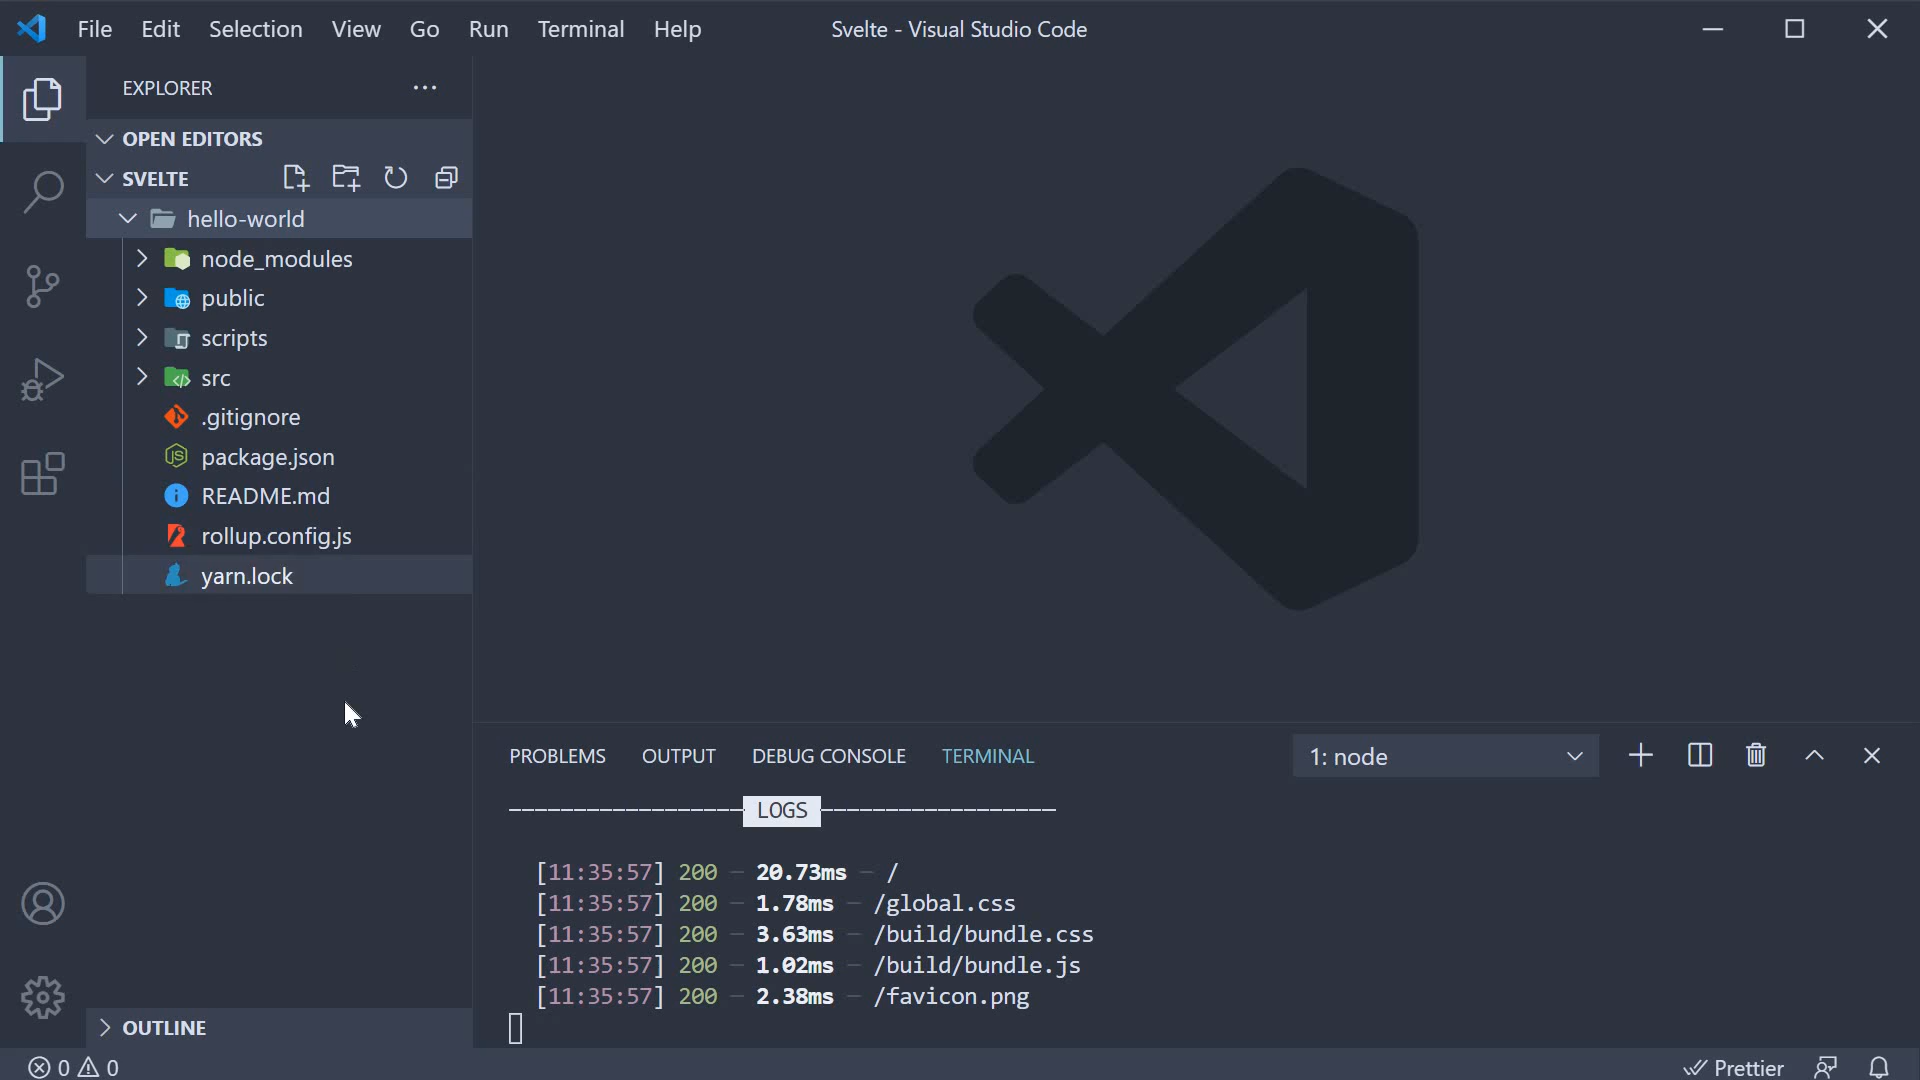 File Edit Selection View Go Run Terminal Help Svelte - Visual Studio Code
EXPLORER
OPEN EDITORS
SVELTE
hello-world
node_modules
public
scripts
src
.gitignore
package.json
README.md
rollup.config.js
yarn.lock
OUTLINE
PROBLEMS OUTPUT DEBUG CONSOLE TERMINAL 1: node
LOGS
[11:35:57] 200 — 20.73ms — /
[11:35:57] 200 — 1.78ms — /global.css
[11:35:57] 200 — 3.63ms — /build/bundle.css
[11:35:57] 200 — 1.02ms — /build/bundle.js
[11:35:57] 200 — 2.38ms — /favicon.png
0 0 Prettier